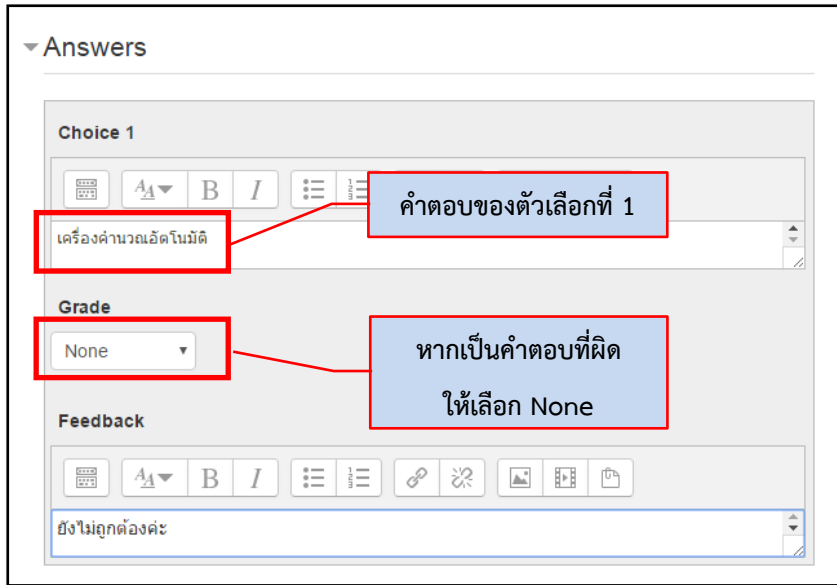 Answers
Choice 1
คำตอบของตัวเลือกที่ 1
เครื่องคำนวณอัตโนมัติ
Grade
None
หากเป็นคำตอบที่ผิด
ให้เลือก None
Feedback
ยังไม่ถูกต้องค่ะ